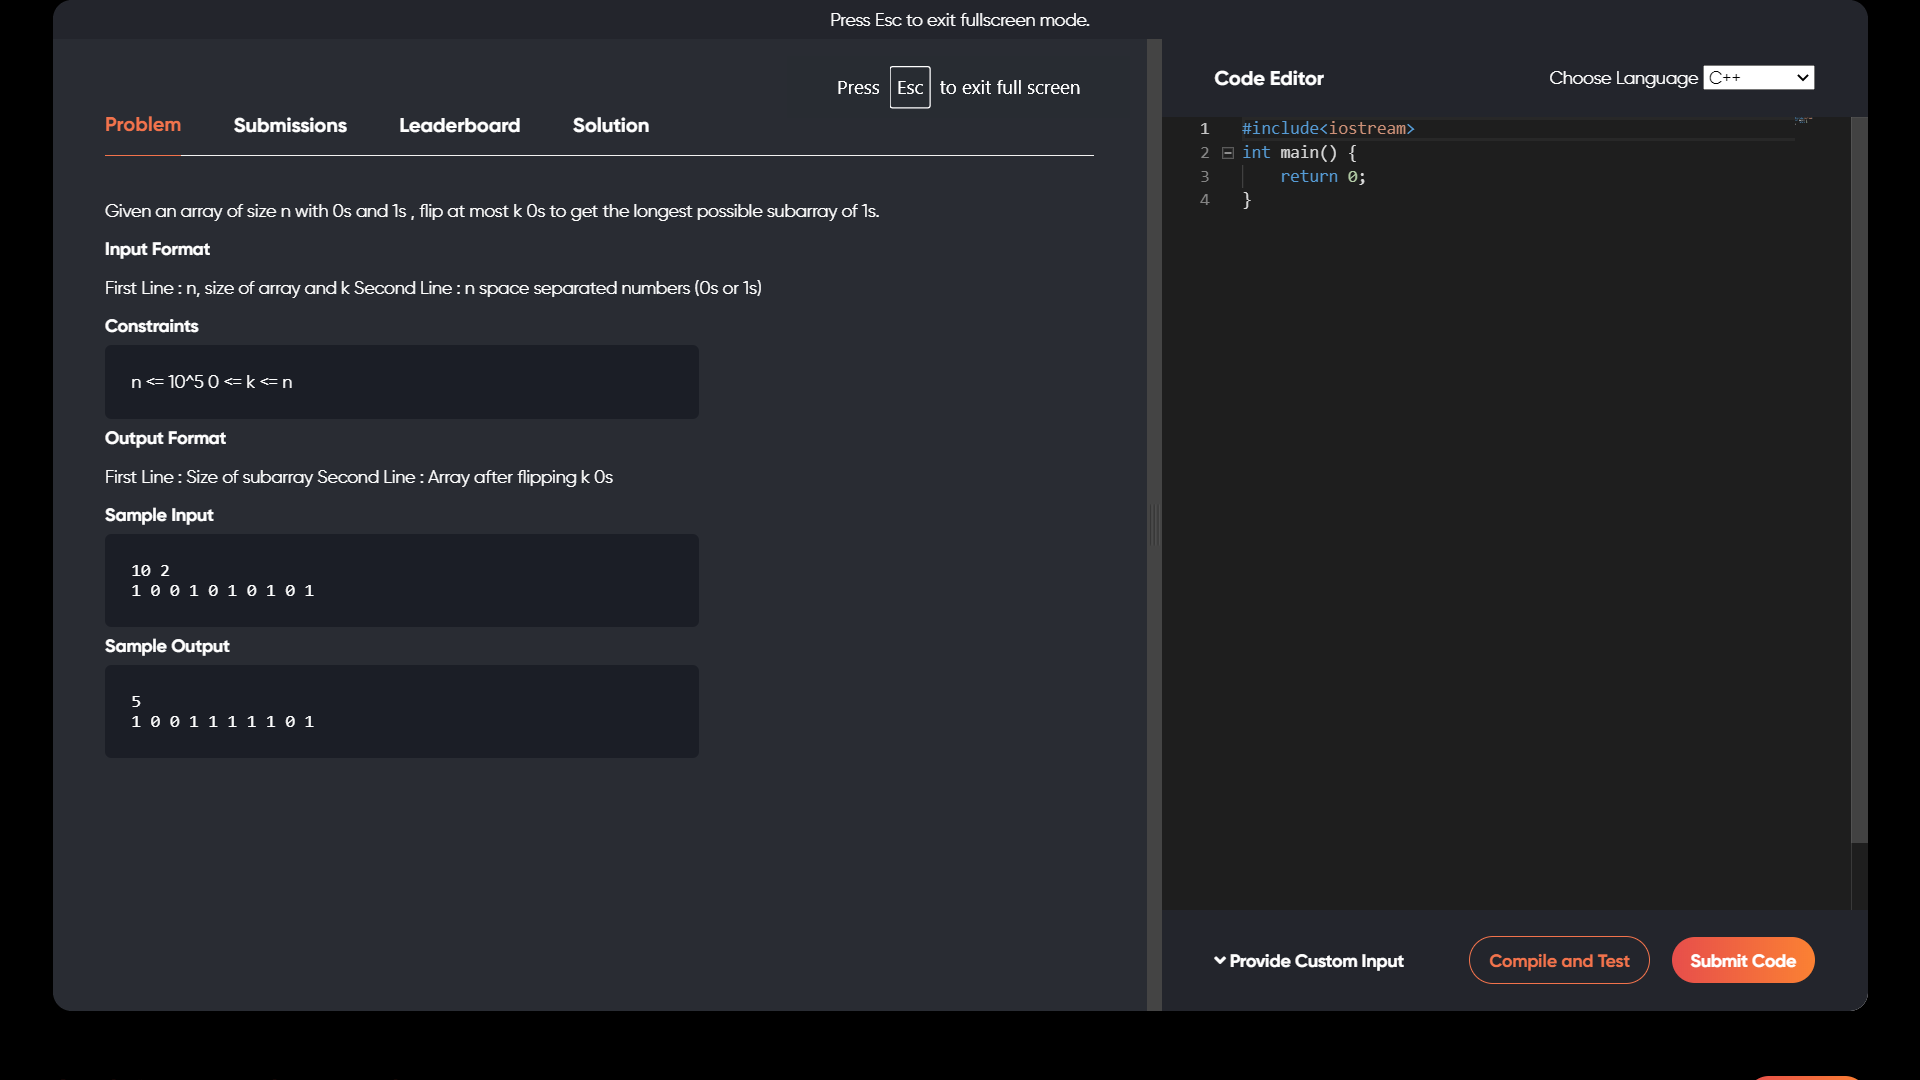 Press Esc to exit fullscreen mode.
Press Esc to exit full screen
Problem Submissions Leaderboard Solution
Given an array of size n with 0s and 1s , flip at most k 0s to get the longest possible subarray of 1s.
Input Format
First Line : n, size of array and k Second Line : n space separated numbers (0s or 1s)
Constraints
n <= 10^5 0 <= k <= n
Output Format
First Line : Size of subarray Second Line : Array after flipping k 0s
Sample Input
10 2
1 0 0 1 0 1 0 1 0 1
Sample Output
5
1 0 0 1 1 1 1 1 0 1
Code Editor
Choose Language C++
1 #include<iostream>
2 int main() {
3 return 0;
4 }
Provide Custom Input
Compile and Test
Submit Code